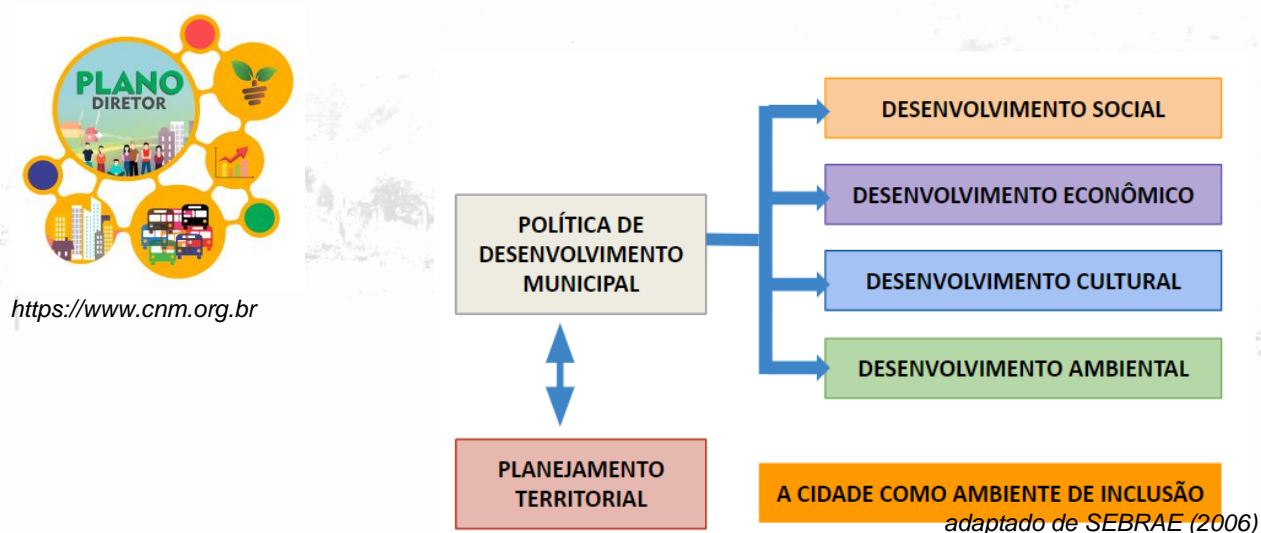 PLANO
DIRETOR
https://www.cnm.org.br
POLÍTICA DE
DESENVOLVIMENTO
MUNICIPAL
PLANEJAMENTO
TERRITORIAL
DESENVOLVIMENTO SOCIAL
DESENVOLVIMENTO ECONÔMICO
DESENVOLVIMENTO CULTURAL
DESENVOLVIMENTO AMBIENTAL
A CIDADE COMO AMBIENTE DE INCLUSÃO
adaptado de SEBRAE (2006)